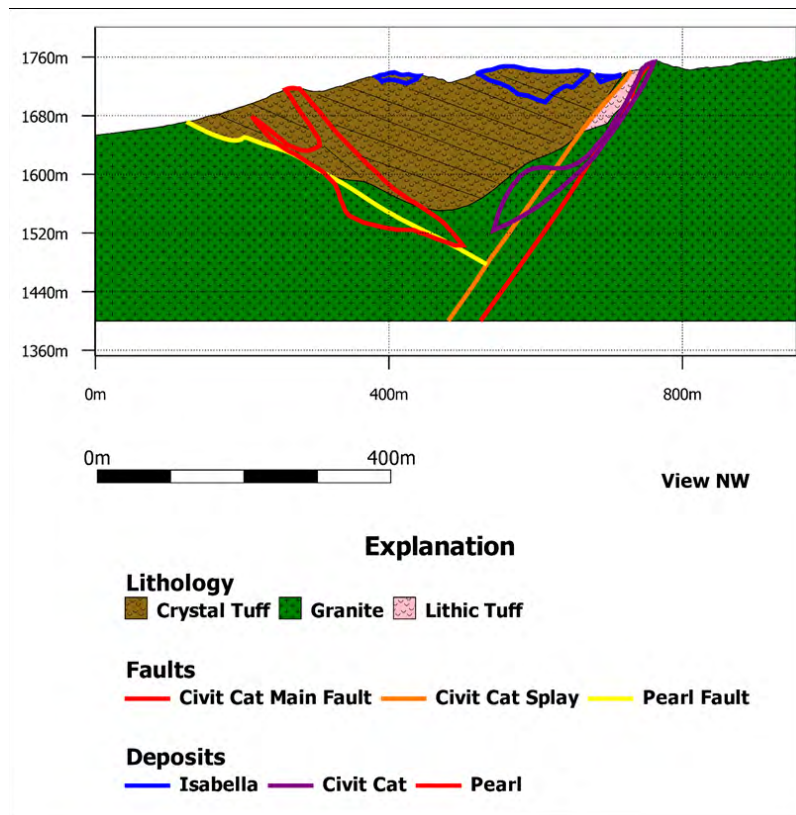 1760m
1680m
1600m
1520m
1440m
1360m
0m 400m 800m
0m 400m
View NW
Explanation
Lithology
Crystal Tuff Granite Lithic Tuff
Faults
Civit Cat Main Fault Civit Cat Splay Pearl Fault
Deposits
Isabella Civit Cat Pearl